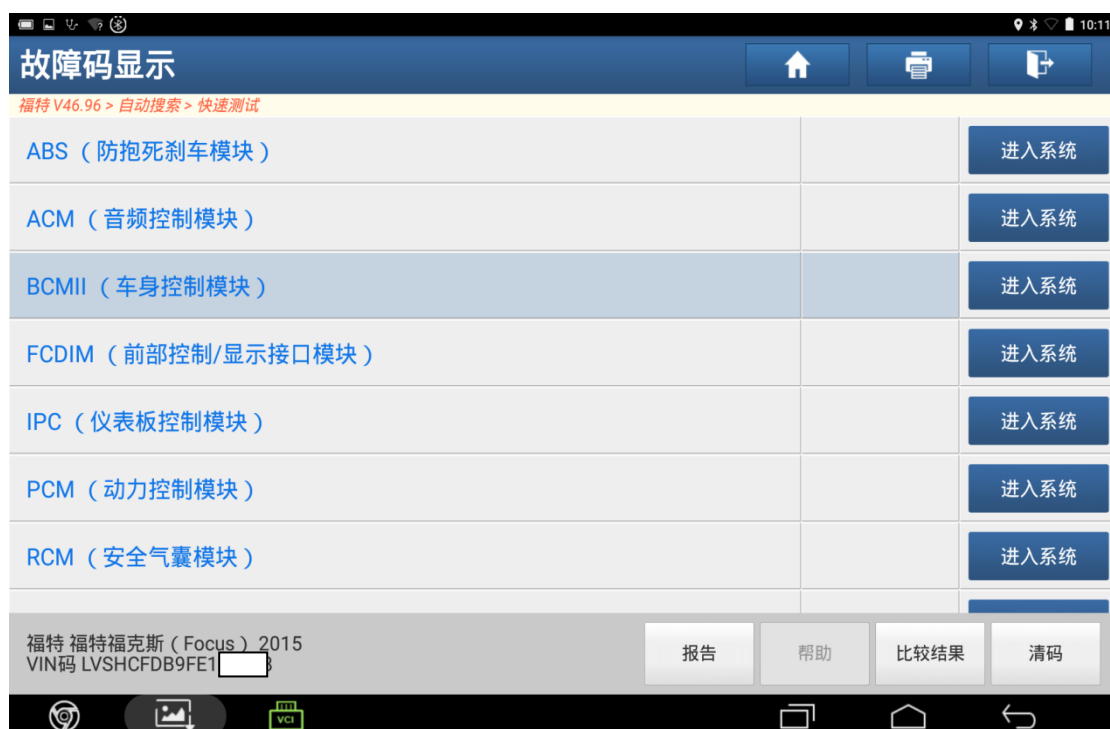 10:11
故障码显示
福特 V46.96 > 自动搜索 > 快速测试
ABS （防抱死刹车模块） 进入系统
ACM （音频控制模块） 进入系统
BCMII （车身控制模块） 进入系统
FCDIM （前部控制/显示接口模块） 进入系统
IPC （仪表板控制模块） 进入系统
PCM （动力控制模块） 进入系统
RCM （安全气囊模块） 进入系统
福特 福特福克斯（Focus） 2015
VIN码 LVSHCFDB9FE1
报告 帮助 比较结果 清码
VCI